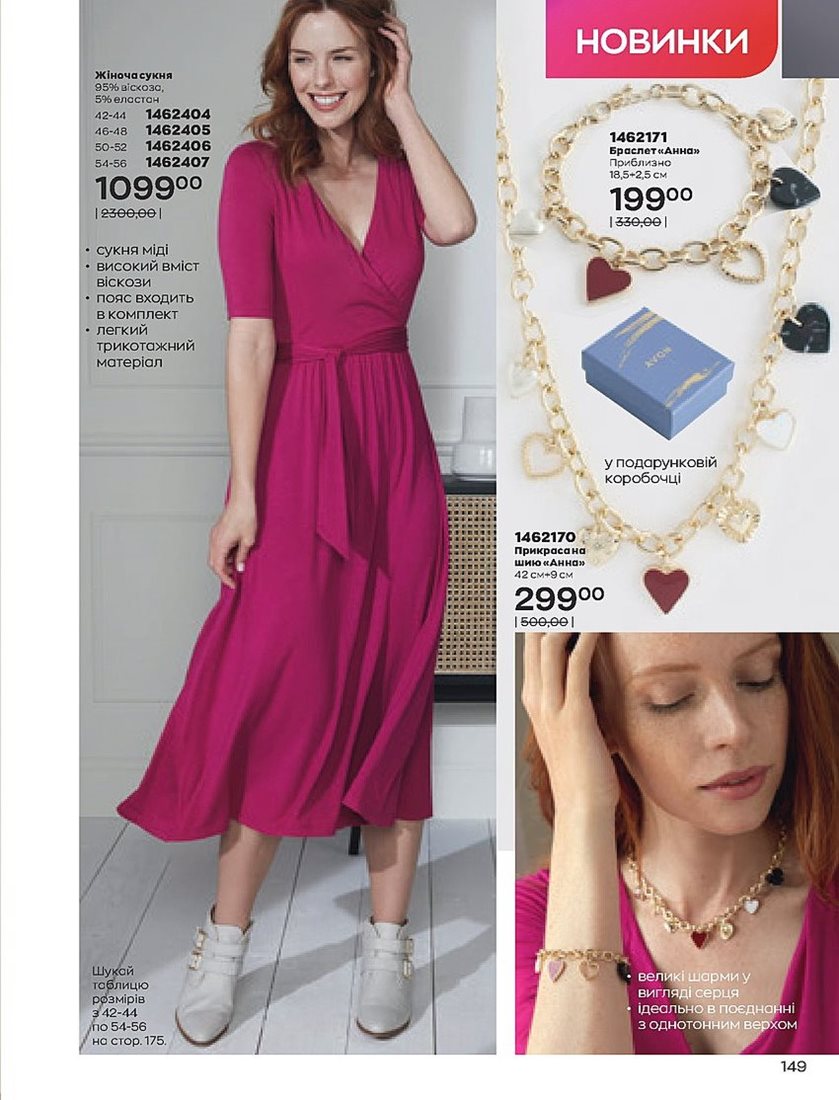 НОВИНКИ
Жіноча сукня
95% віскоза,
5% еластан
42-44 1462404
46-48 1462405
50-52 1462406
54-56 1462407
109900
|2300,00|
• сукня міді
• високий вміст
віскози
• пояс входить
в комплект
• легкий
трикотажний
матеріал
1462171
Браслет «Анна»
Приблизно
18,5+2,5 см
19900
|330,00|
AVON
у подарунковій
коробочці
1462170
Прикраса на
шию «Анна»
42 см+9 см
29900
|500,00|
Шукай
таблицю
розмірів
з 42-44
по 54-56
на стор. 175.
• великі шарми у
вигляді серця
• ідеально в поєднанні
з однотонним верхом
149